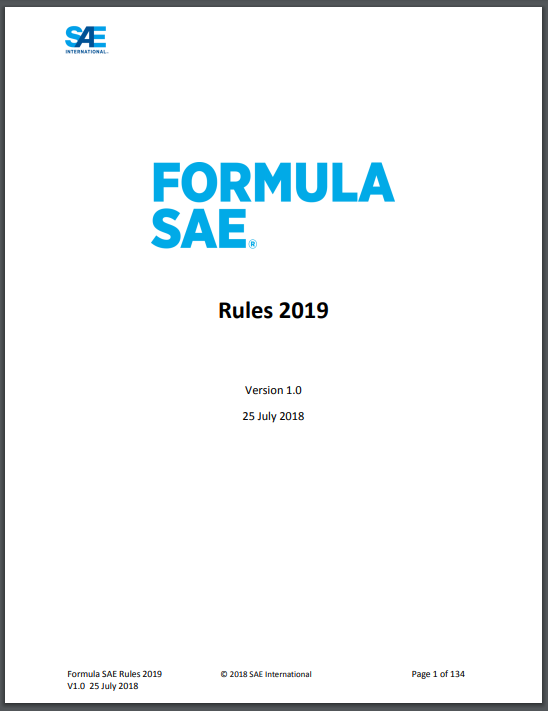 SAE
INTERNATIONAL.
FORMULA
SAE®
Rules 2019
Version 1.0
25 July 2018
Formula SAE Rules 2019 © 2018 SAE International Page 1 of 134
V1.0 25 July 2018